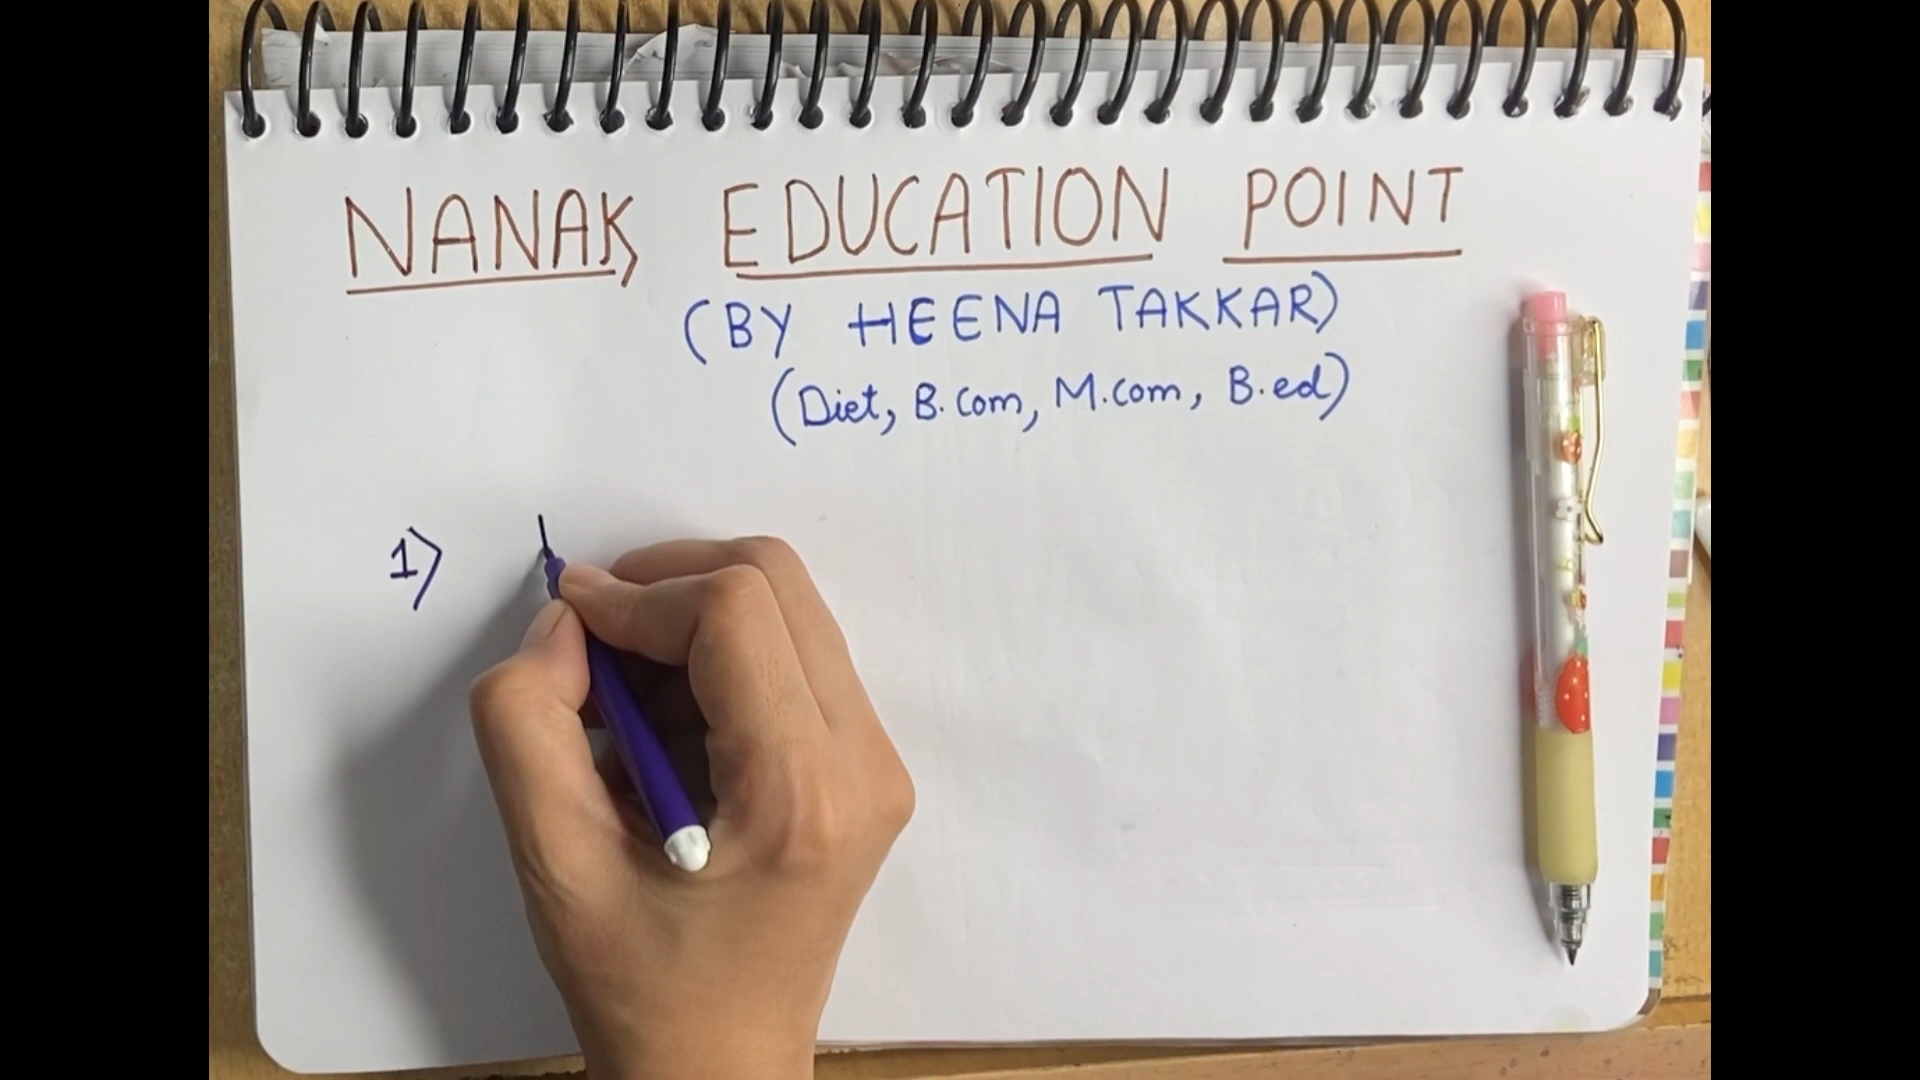 NANAK EDUCATION POINT
(BY HEENA TAKKAR)
(Diet, B.Com, M.Com, B.ed)
1)